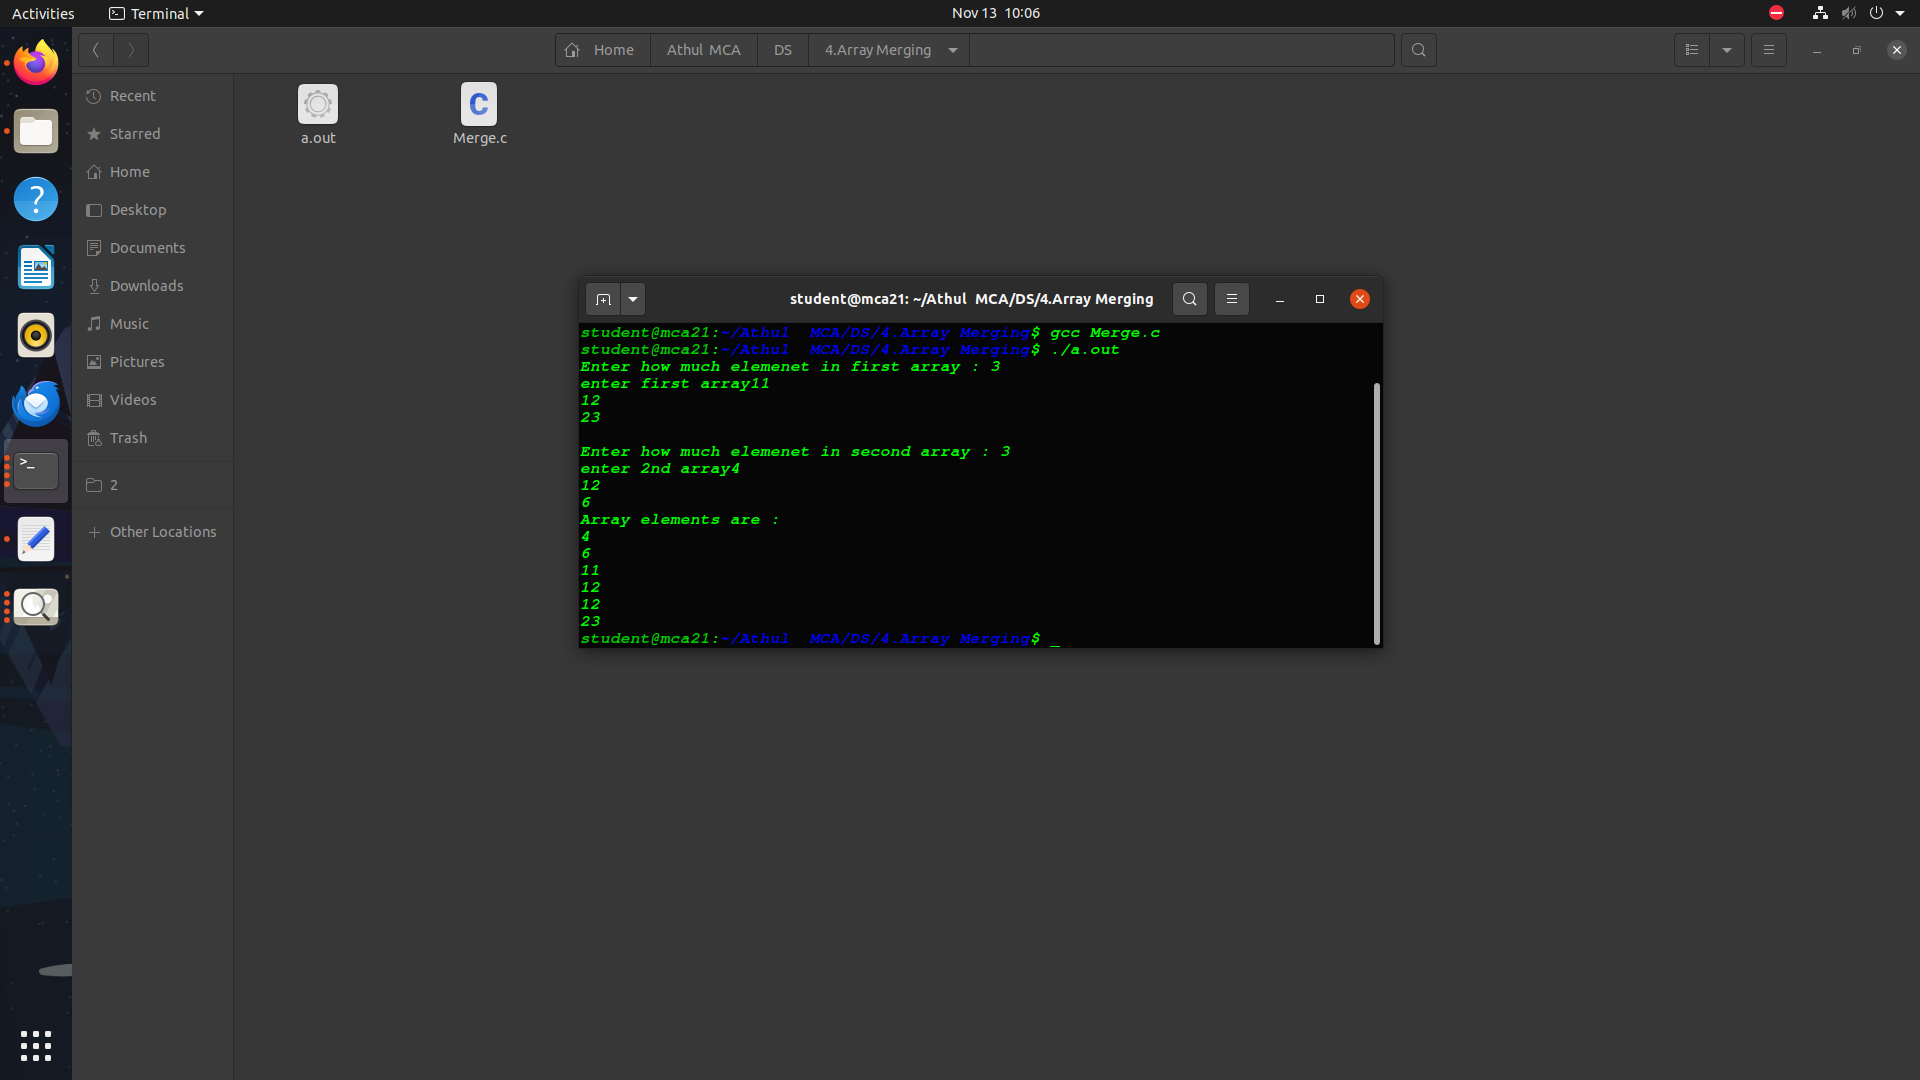 Activities
Terminal
Nov 13 10:06
Home
Athul MCA
DS
4.Array Merging
Recent
Starred
Home
Desktop
Documents
Downloads
Music
Pictures
Videos
Trash
2
Other Locations
a.out
C
Merge.c
student@mca21: ~/Athul  MCA/DS/4.Array Merging
student@mca21:~/Athul  MCA/DS/4.Array Merging$ gcc Merge.c
student@mca21:~/Athul  MCA/DS/4.Array Merging$ ./a.out
Enter how much elemenet in first array : 3
enter first array11
12
23
Enter how much elemenet in second array : 3
enter 2nd array4
12
6
Array elements are :
4
6
11
12
12
23
student@mca21:~/Athul  MCA/DS/4.Array Merging$ _